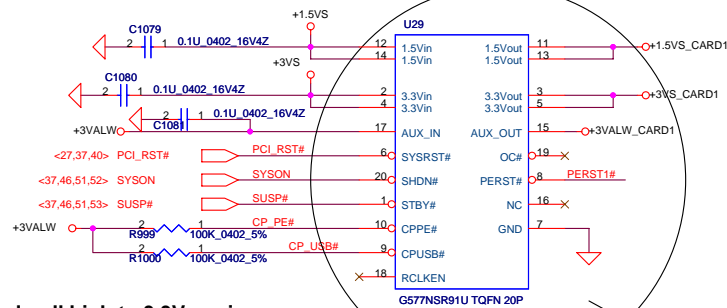 C1079
2 1 0.1U_0402_16V4Z
+1.5VS
U29
12 1.5Vin 1.5Vout 11 +1.5VS_CARD1
14 1.5Vin 1.5Vout 13
C1080
2 1 0.1U_0402_16V4Z
+3VS
2 3.3Vin 3.3Vout 3 +3VS_CARD1
4 3.3Vin 3.3Vout 5
2 1 0.1U_0402_16V4Z
C1081
+3VALW 17 AUX_IN AUX_OUT 15 +3VALW_CARD1
<27,37,40> PCI_RST# PCI_RST# 6 SYSRST# OC# 19
<37,46,51,52> SYSON SYSON 20 SHDN# PERST# 8 PERST1#
<37,46,51,53> SUSP# SUSP# 1 STBY# NC 16
+3VALW 2 1 CP_PE# 10 CPPE# GND 7
R999 100K_0402_5%
2 1 CP_USB# 9 CPUSB#
R1000 100K_0402_5%
18 RCLKEN
G577NSR91U TQFN 20P